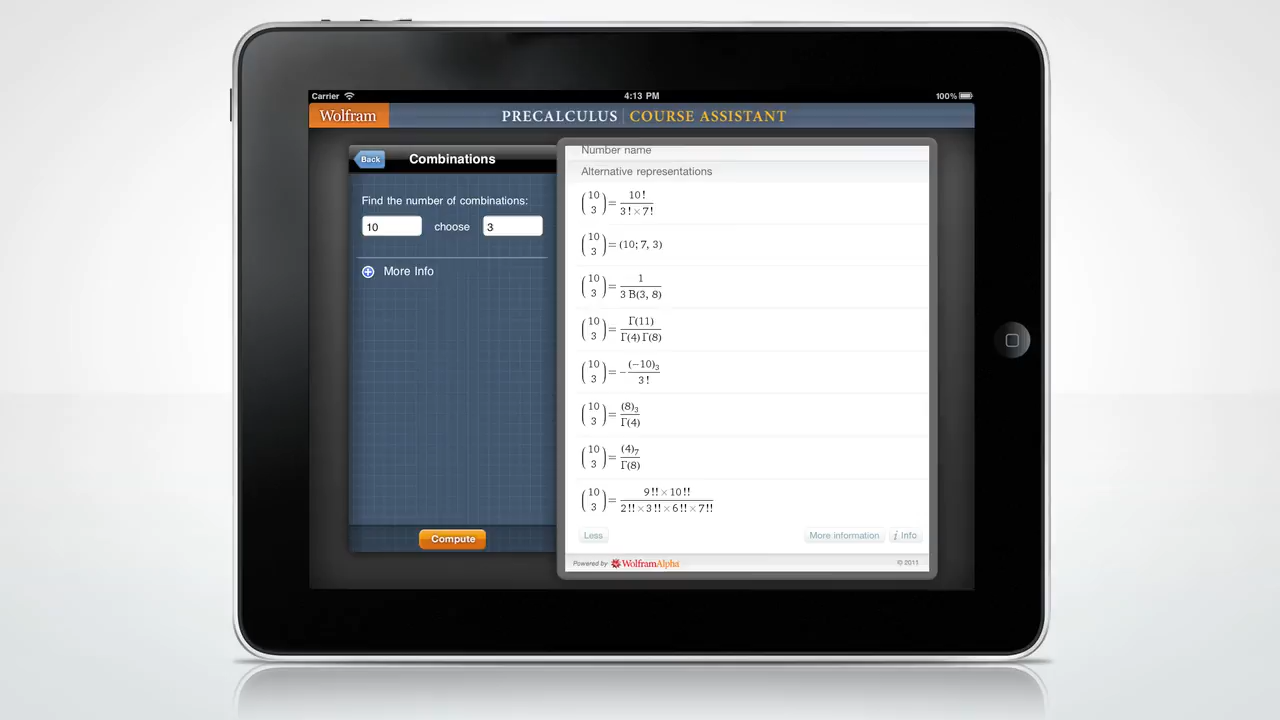 Carrier 4:13 PM 100%
Wolfram PRECALCULUS | COURSE ASSISTANT
Back Combinations
Find the number of combinations:
10 choose 3
More Info
Compute
Number name
Alternative representations
(10 3) = 10! / (3! × 7!)
(10 3) = (10; 7, 3)
(10 3) = 1 / (3 B(3, 8))
(10 3) = Γ(11) / (Γ(4) Γ(8))
(10 3) = -(-10)₃ / 3!
(10 3) = (8)₃ / Γ(4)
(10 3) = (4)₇ / Γ(8)
(10 3) = 9!! × 10!! / (2!! × 3!! × 6!! × 7!!)
Less More information i Info
Powered by WolframAlpha © 2011